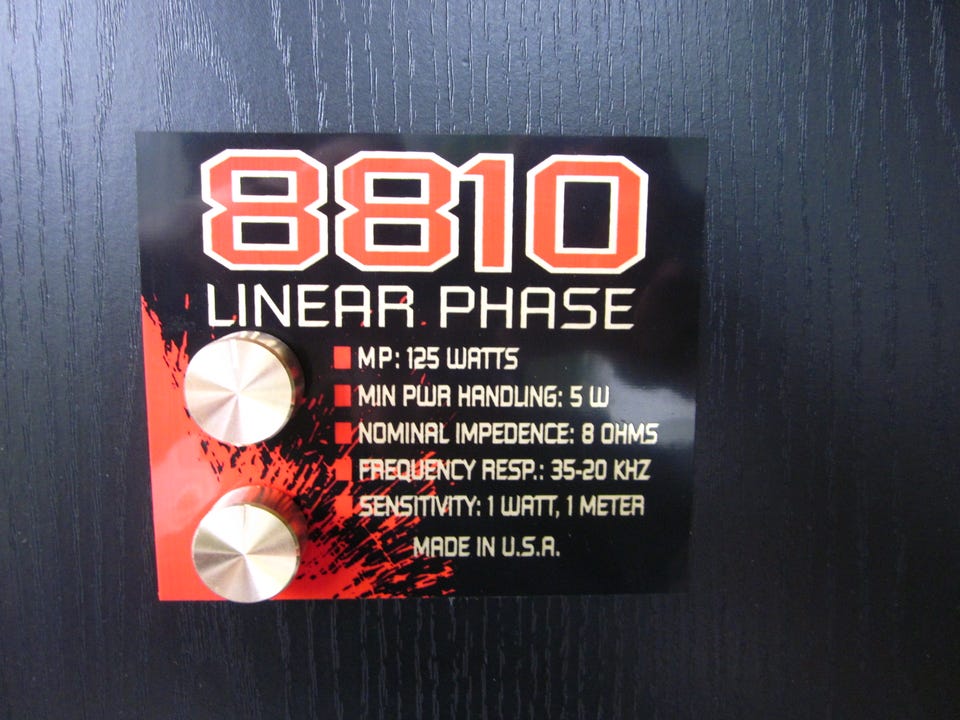 8810
LINEAR PHASE
MP: 125 WATTS
MIN PWR HANDLING: 5 W
NOMINAL IMPEDENCE: 8 OHMS
FREQUENCY RESP.: 35-20 KHZ
SENSITIVITY: 1 WATT, 1 METER
MADE IN U.S.A.